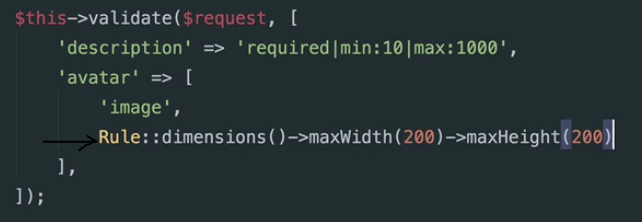 $this->validate($request, [
'description' => 'required|min:10|max:1000',
'avatar' => [
'image',
Rule::dimensions()->maxWidth(200)->maxHeight(200)
],
]);